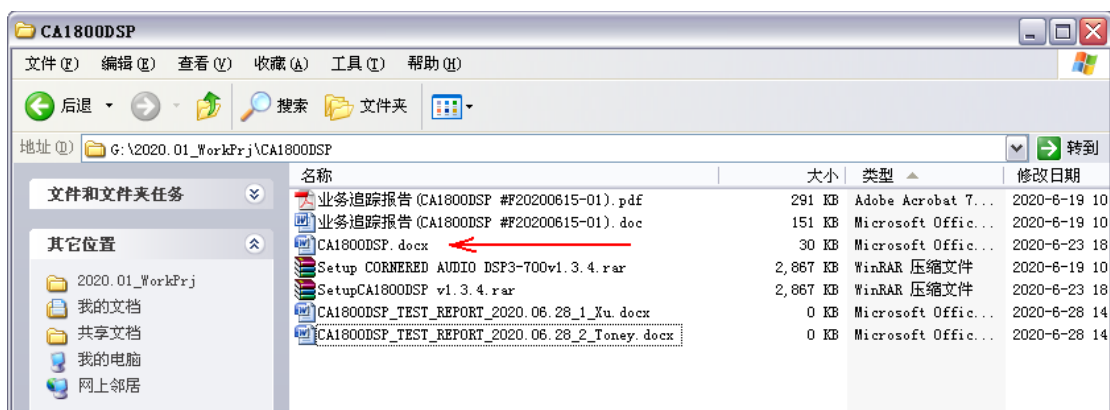 CA1800DSP
文件(F) 编辑(E) 查看(V) 收藏(A) 工具(T) 帮助(H)
后退 搜索 文件夹
地址(D) G:\2020.01_WorkPrj\CA1800DSP 转到
文件和文件夹任务
其它位置
2020.01_WorkPrj
我的文档
共享文档
我的电脑
网上邻居
名称 大小 类型 修改日期
业务追踪报告(CA1800DSP #F20200615-01).pdf 291 KB Adobe Acrobat 7... 2020-6-19 10
业务追踪报告(CA1800DSP #F20200615-01).doc 151 KB Microsoft Offic... 2020-6-19 10
CA1800DSP.docx 30 KB Microsoft Offic... 2020-6-23 18
Setup CORNERED AUDIO DSP3-700v1.3.4.rar 2,867 KB WinRAR 压缩文件 2020-6-19 10
SetupCA1800DSP v1.3.4.rar 2,867 KB WinRAR 压缩文件 2020-6-23 18
CA1800DSP_TEST_REPORT_2020.06.28_1_Xu.docx 0 KB Microsoft Offic... 2020-6-28 14
CA1800DSP_TEST_REPORT_2020.06.28_2_Toney.docx 0 KB Microsoft Offic... 2020-6-28 14